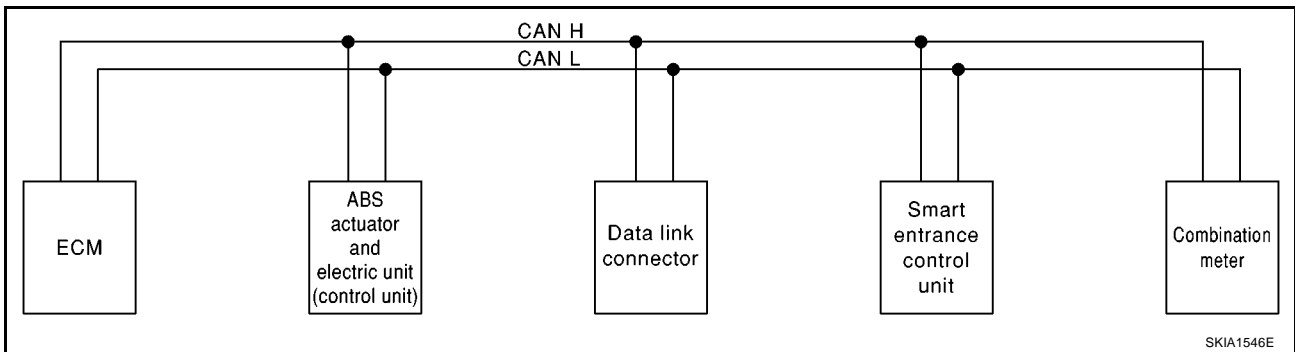 CAN H
CAN L
ECM
ABS
actuator
and
electric unit
(control unit)
Data link
connector
Smart
entrance
control
unit
Combination
meter
SKIA1546E